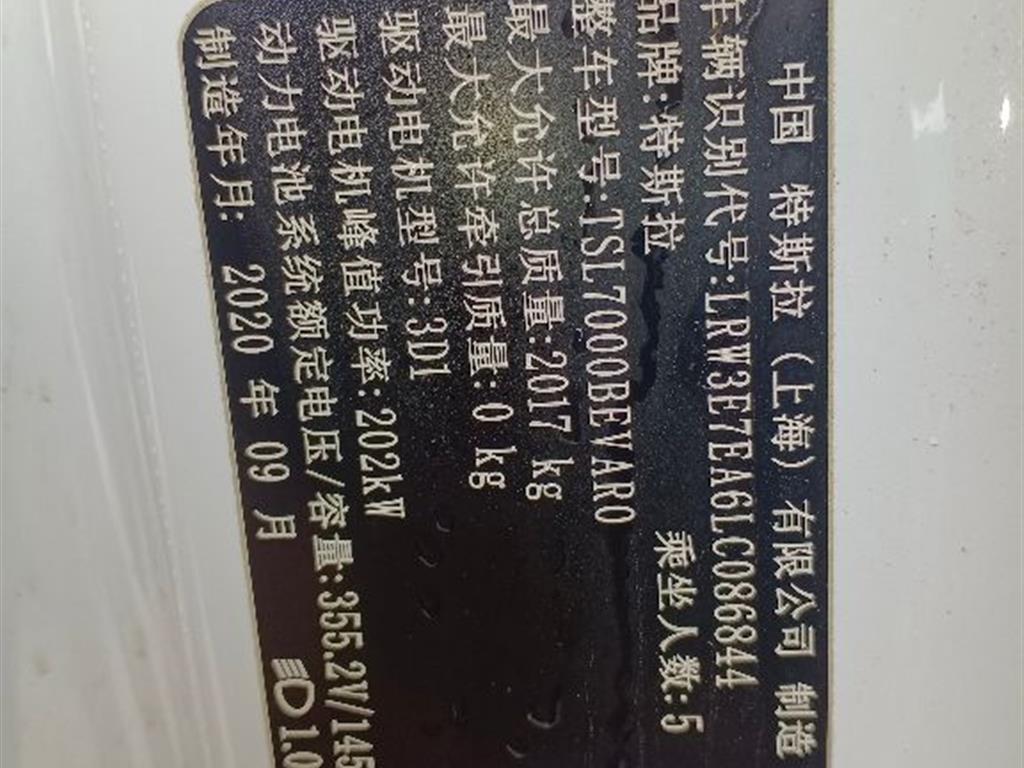 中国 特斯拉（上海）有限公司 制造
车辆识别代号:LRW3E7EA6LC086844
品牌:特斯拉 乘坐人数:5
整车型号:TSL7000BEVAR0
最大允许总质量:2017 kg
最大允许牵引质量:0 kg
驱动电机型号:3D1
驱动电机峰值功率:202kW
动力电池系统额定电压/容量:355.2V/145
制造年月: 2020 年 09 月 1.0